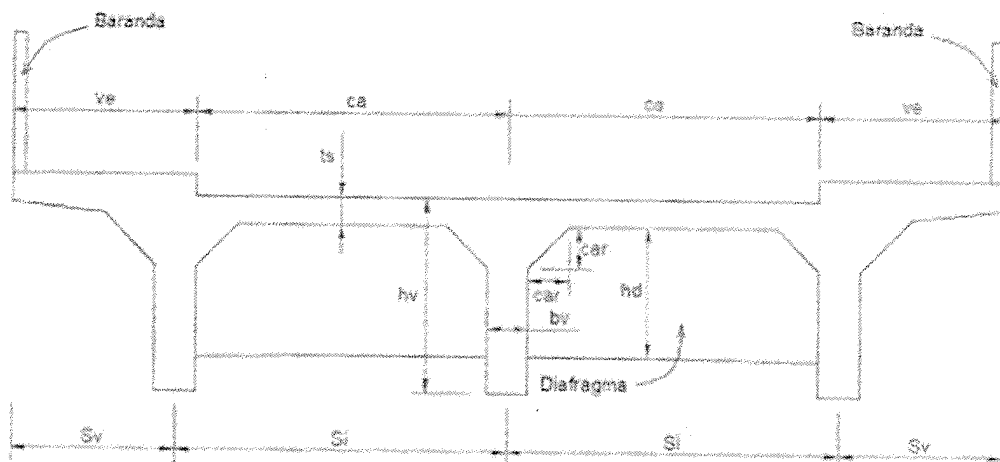 Baranda
Baranda
ve
ca
ca
ve
ts
car
hv
car
hd
bv
Diafragma
Sv
Si
Si
Sv